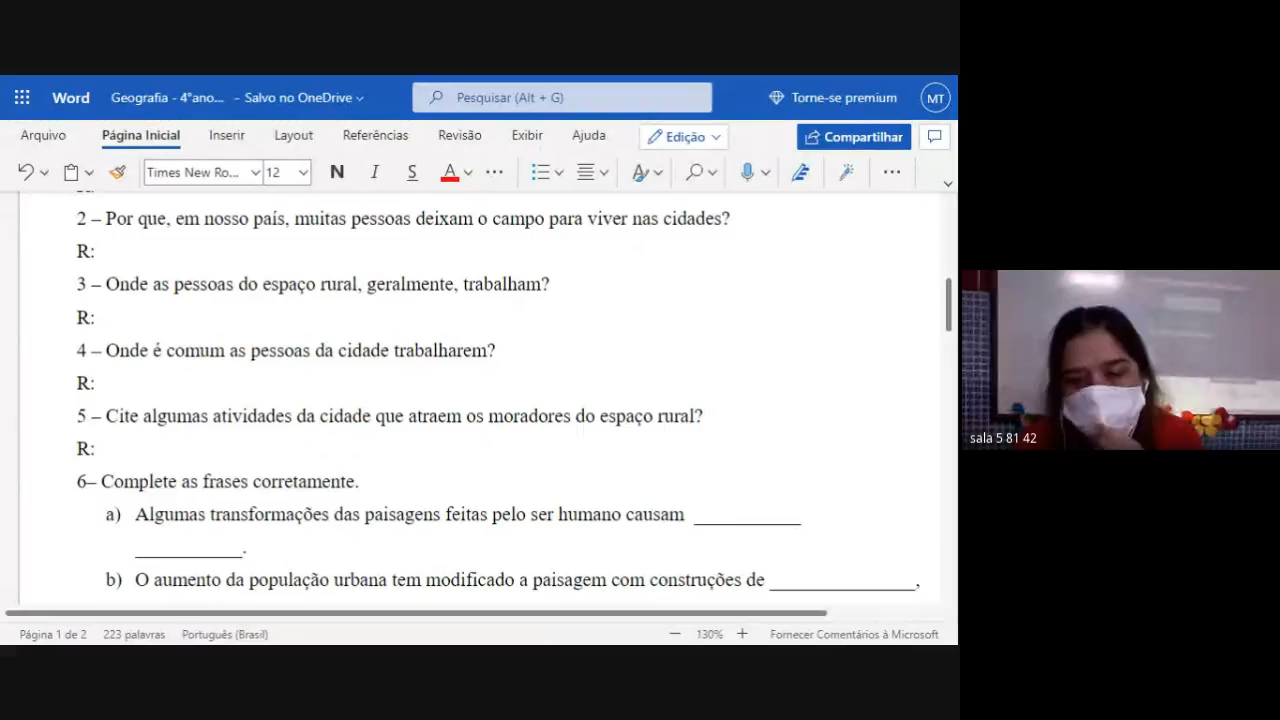 Word Geografia - 4°ano... – Salvo no OneDrive Pesquisar (Alt + G) Torne-se premium MT
Arquivo Página Inicial Inserir Layout Referências Revisão Exibir Ajuda Edição Compartilhar
Times New Ro... 12 N I S A ...
2 – Por que, em nosso país, muitas pessoas deixam o campo para viver nas cidades?
R:
3 – Onde as pessoas do espaço rural, geralmente, trabalham?
R:
4 – Onde é comum as pessoas da cidade trabalharem?
R:
5 – Cite algumas atividades da cidade que atraem os moradores do espaço rural?
R:
6– Complete as frases corretamente.
a) Algumas transformações das paisagens feitas pelo ser humano causam ___________
___________.
b) O aumento da população urbana tem modificado a paisagem com construções de _______________,
Página 1 de 2 223 palavras Português (Brasil) — 130% + Fornecer Comentários à Microsoft
sala 5 81 42